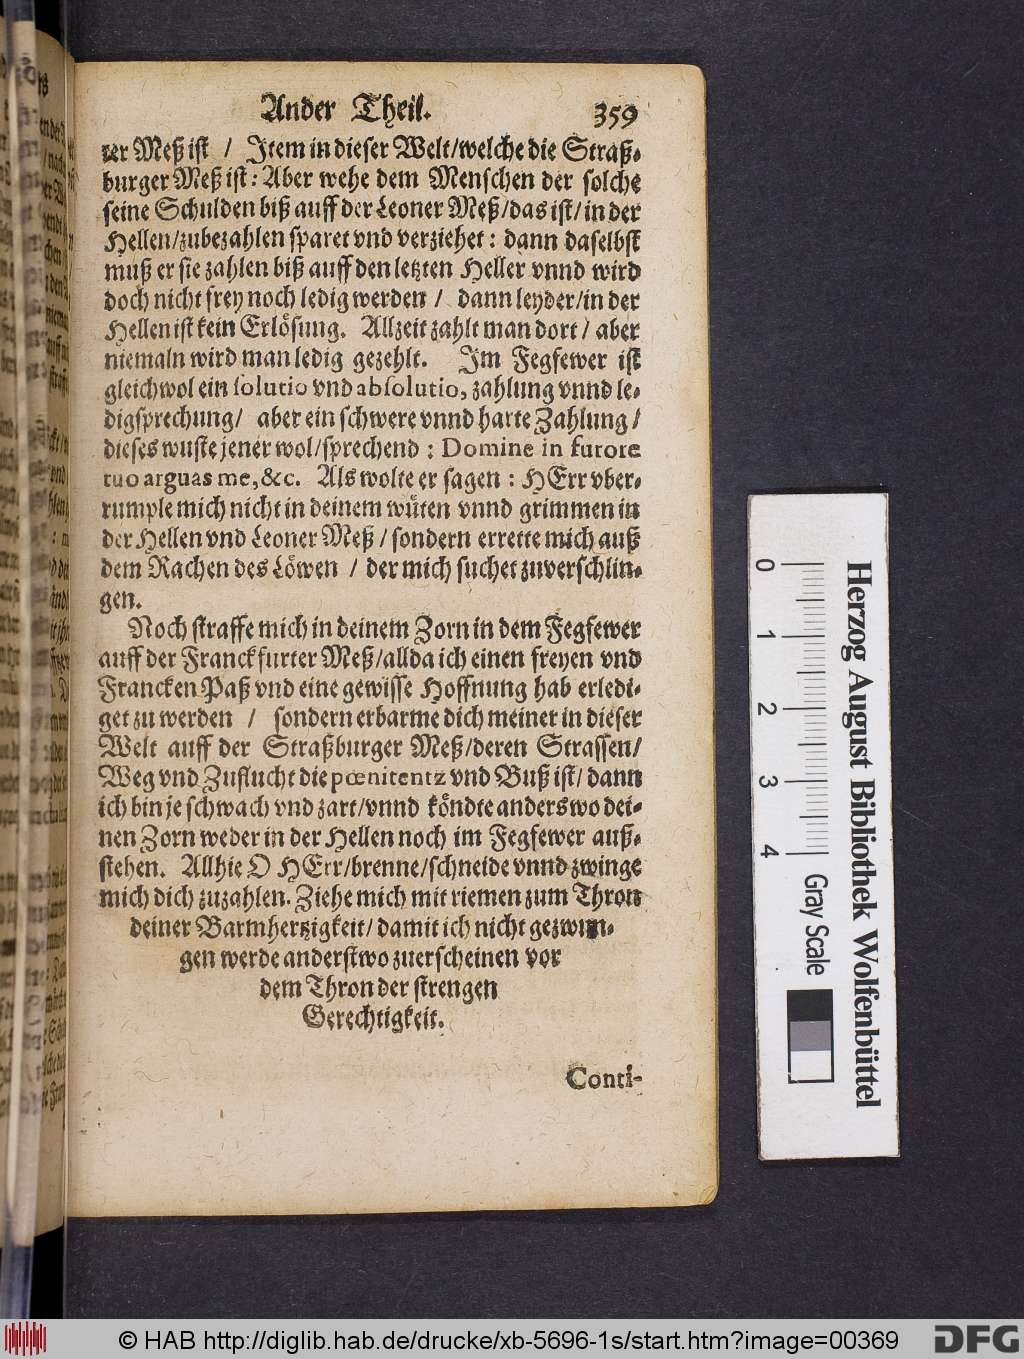 Ander Theil. 359
ter Meß ist / Item in dieser Welt/welche die Straß-
burger Meß ist: Aber wehe dem Menschen der solche
seine Schulden biß auff der Leoner Meß/das ist/in der
Hellen/zubezahlen sparet vnd verziehet: dann daselbst
muß er sie zahlen biß auff den letzten Heller vnnd wird
doch nicht frey noch ledig werden / dann leyder/in der
Hellen ist kein Erlösung. Allzeit zahlt man dort / aber
niemaln wird man ledig gezehlt. Im Fegfewer ist
gleichwol ein solutio vnd absolutio, zahlung vnnd le-
digsprechung/ aber ein schwere vnnd harte Zahlung /
dieses wuste jener wol/sprechend : Domine in furore
tuo arguas me, &c. Als wolte er sagen : HErr vber-
rumple mich nicht in deinem wüten vnnd grimmen in
der Hellen vnd Leoner Meß / sondern errette mich auß
dem Rachen des Löwen / der mich suchet zuverschlin-
gen.
Noch straffe mich in deinem Zorn in dem Fegfewer
auff der Franckfurter Meß/allda ich einen freyen vnd
Francken Paß vnd eine gewisse Hoffnung hab erledi-
get zu werden / sondern erbarme dich meiner in dieser
Welt auff der Straßburger Meß/deren Strassen/
Weg vnd Zuflucht die pœnitentz vnd Buß ist/ dann
ich bin je schwach vnd zart/vnnd köndte anderswo dei-
nen Zorn weder in der Hellen noch im Fegfewer auß-
stehen. Allhie O HErr/brenne/schneide vnnd zwinge
mich dich zuzahlen. Ziehe mich mit riemen zum Thron
deiner Barmhertzigkeit/ damit ich nicht gezwun-
gen werde anderstwo zuerscheinen vor
dem Thron der strengen
Gerechtigkeit.
Conti-
0 1 2 3 4 Gray Scale
Herzog August Bibliothek Wolfenbüttel
© HAB http://diglib.hab.de/drucke/xb-5696-1s/start.htm?image=00369 DFG